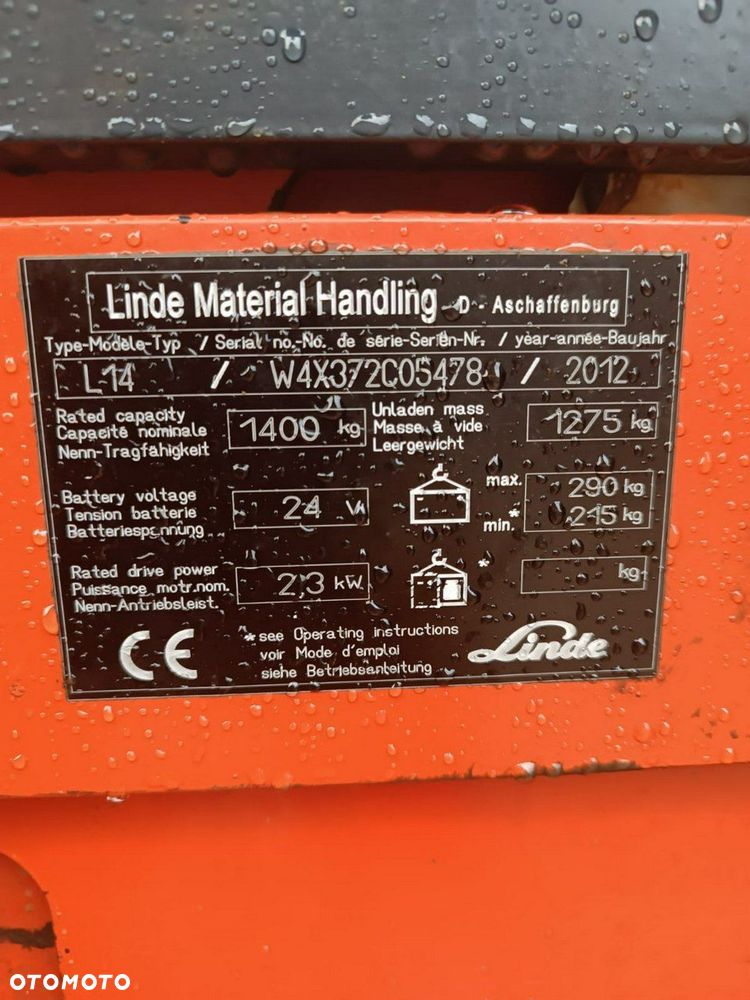 Linde Material Handling D - Aschaffenburg
Type-Modèle-Typ / Serial no.-No. de série-Serien-Nr. / year-année-Baujahr
L14 / W4X372C05478 / 2012
Rated capacity
Capacité nominale
Nenn-Tragfähigkeit
1400 kg
Unladen mass
Masse à vide
Leergewicht
1275 kg
Battery voltage
Tension batterie
Batteriespannung
24 V
max. 290 kg
min. * 215 kg
Rated drive power
Puissance motr.nom.
Nenn-Antriebsleist.
2,3 kW
* kg
CE
*see Operating instructions
voir Mode d'emploi
siehe Betriebsanleitung
Linde
OTOMOTO